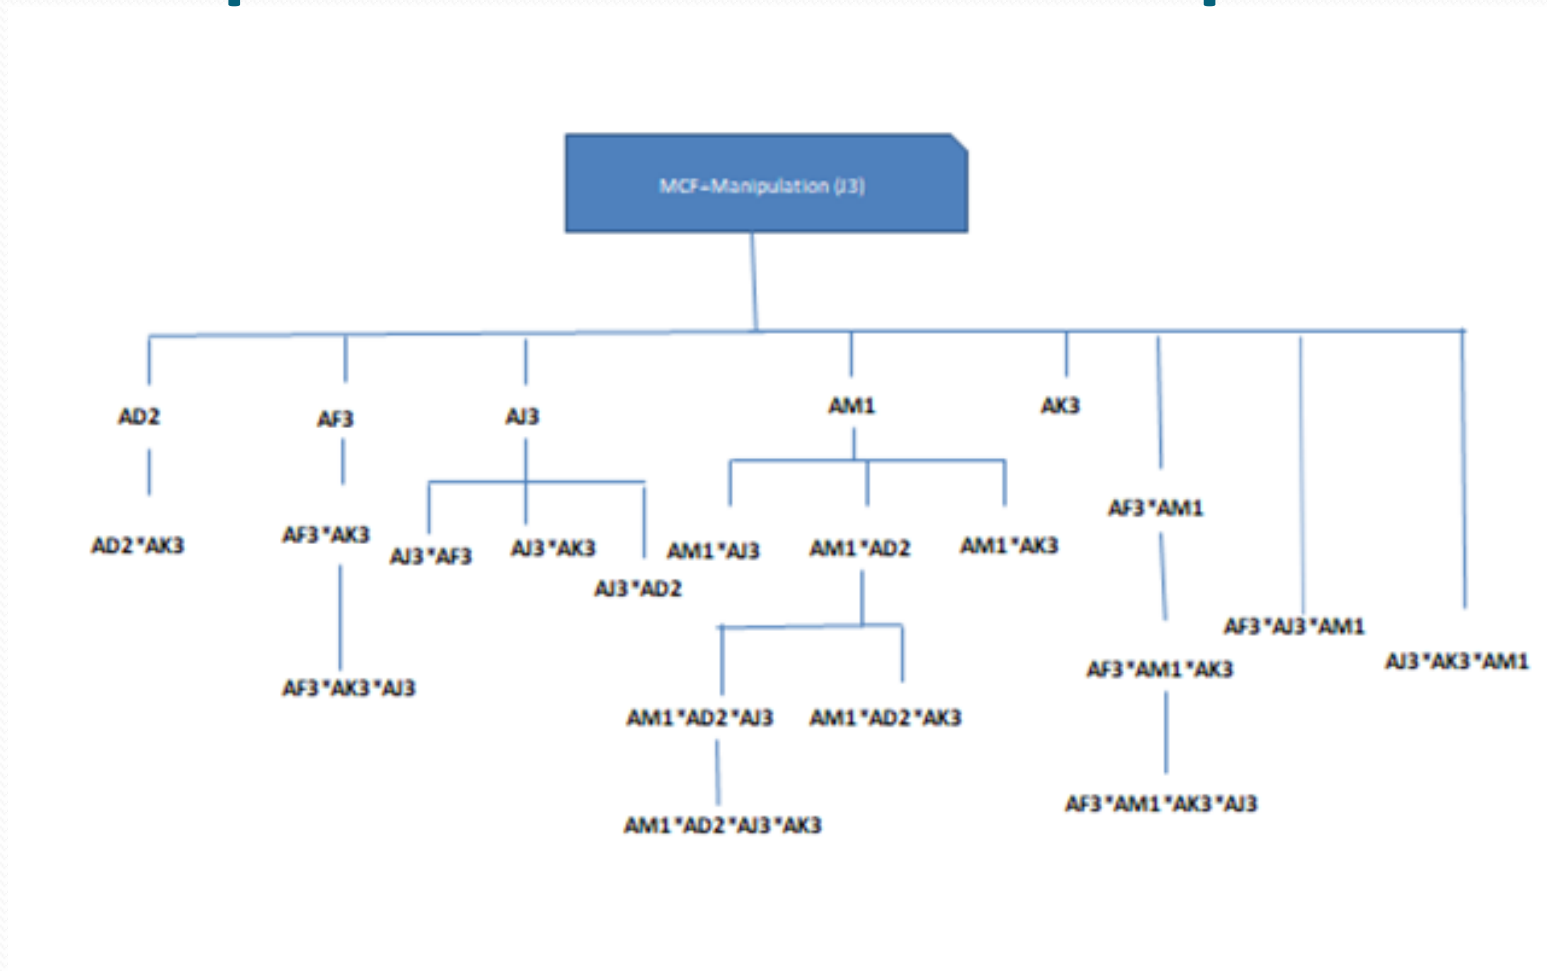 MCF=Manipulation (J3)
AD2
AF3
AJ3
AM1
AK3
AF3*AM1
AD2*AK3
AF3*AK3
AJ3*AF3
AJ3*AK3
AJ3*AD2
AM1*AJ3
AM1*AD2
AM1*AK3
AF3*AJ3*AM1
AJ3*AK3*AM1
AF3*AM1*AK3
AF3*AK3*AJ3
AM1*AD2*AJ3
AM1*AD2*AK3
AF3*AM1*AK3*AJ3
AM1*AD2*AJ3*AK3